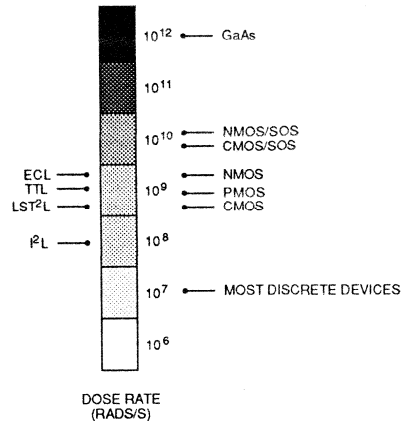 10¹² GaAs
10¹¹
10¹⁰ NMOS/SOS
CMOS/SOS
ECL 10⁹ NMOS
TTL PMOS
LST²L CMOS
I²L 10⁸
10⁷ MOST DISCRETE DEVICES
10⁶
DOSE RATE
(RADS/S)